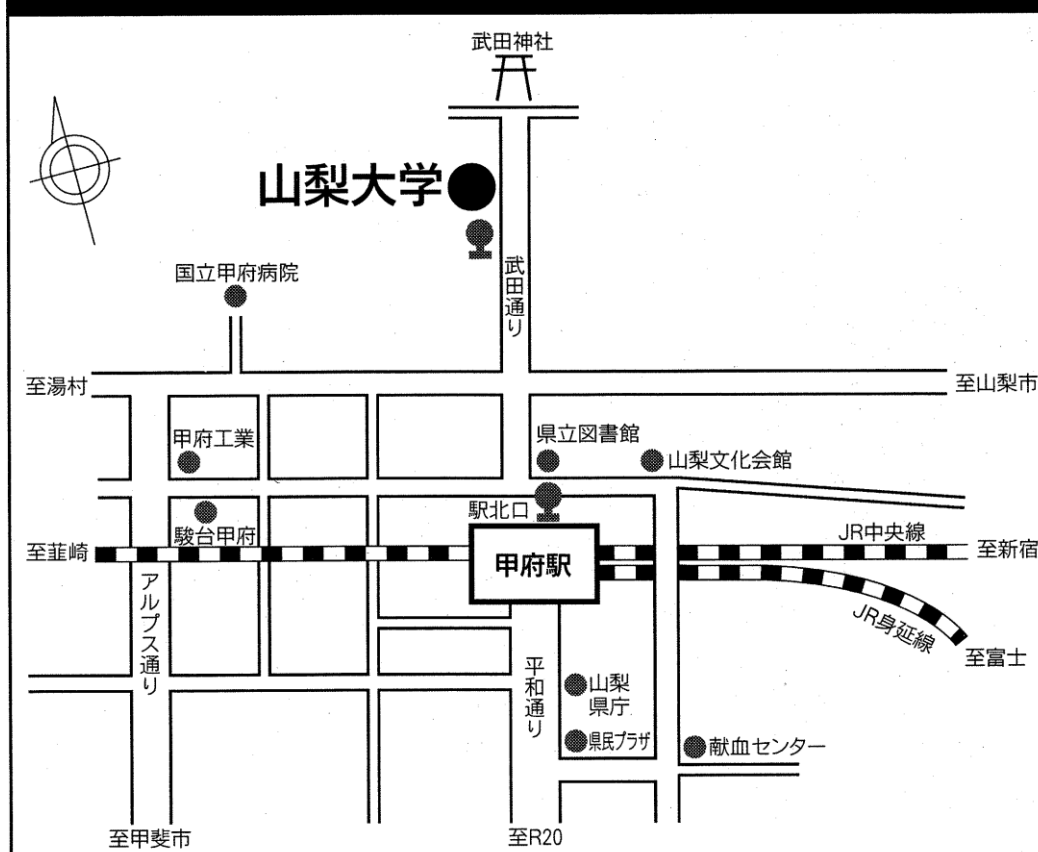 武田神社
山梨大学
国立甲府病院
武田通り
至湯村
至山梨市
甲府工業
県立図書館
山梨文化会館
駅北口
駿台甲府
至韮崎
甲府駅
JR中央線
至新宿
JR身延線
至富士
アルプス通り
平和通り
山梨
県庁
県民プラザ
献血センター
至甲斐市
至R20